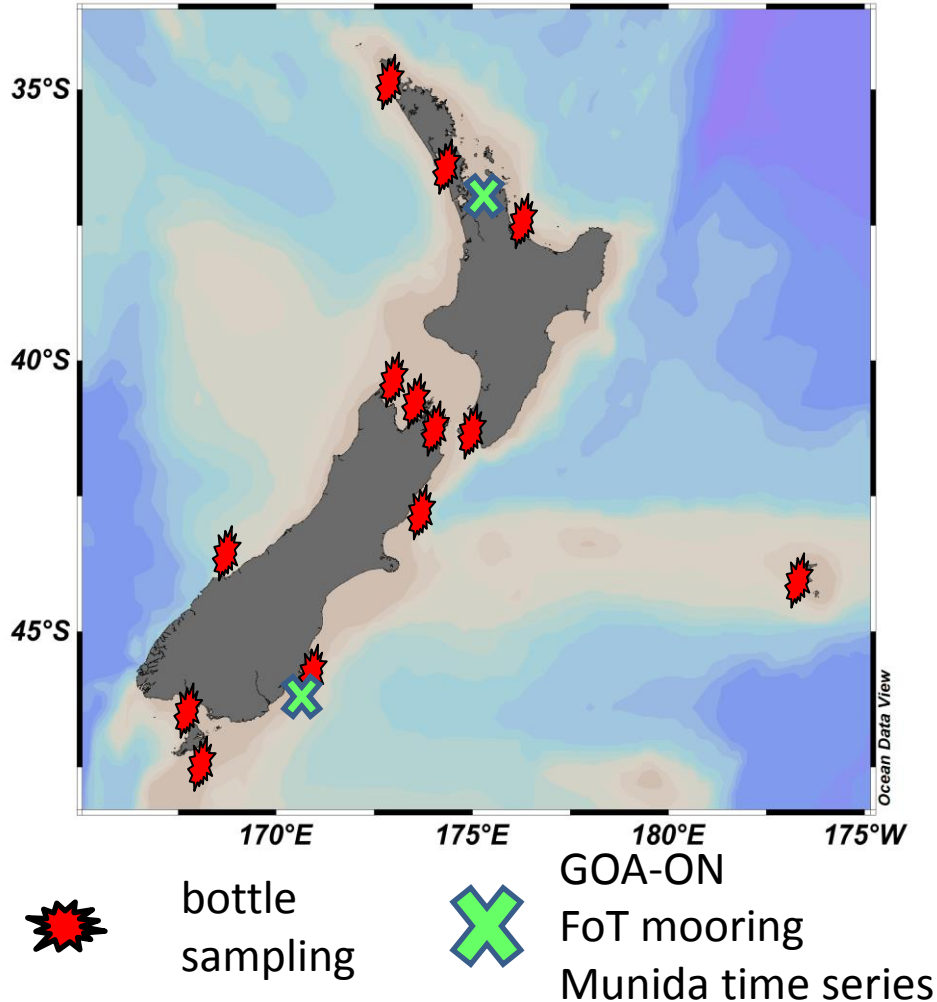 35°S
40°S
45°S
Ocean Data View
170°E
175°E
180°E
175°W
bottle
sampling
GOA-ON
FoT mooring
Munida time series